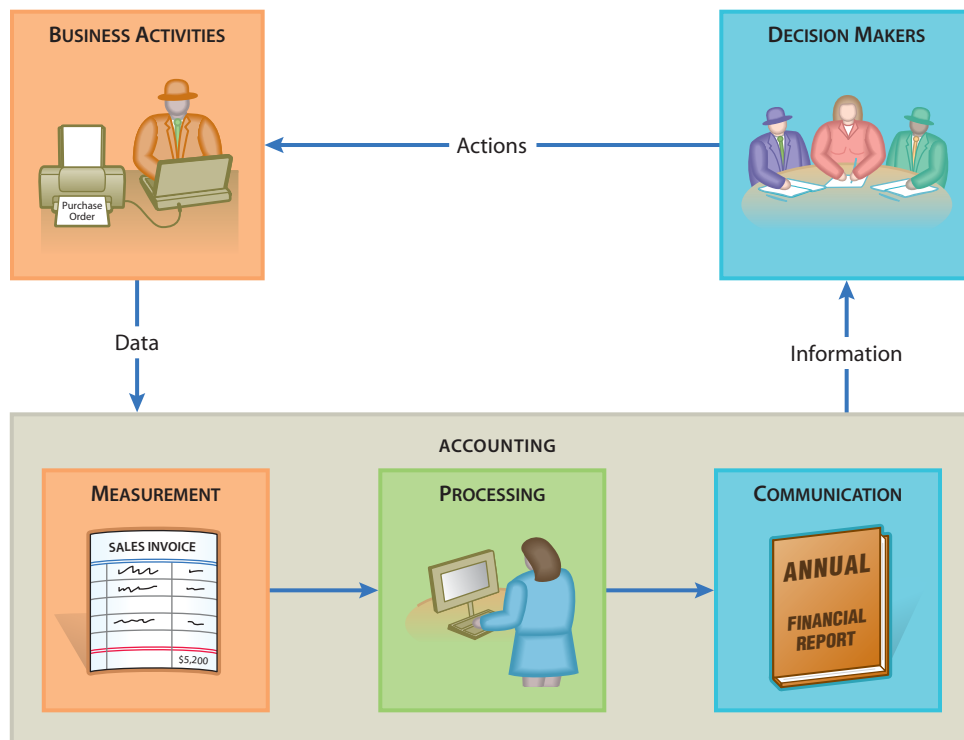 BUSINESS ACTIVITIES
DECISION MAKERS
Purchase
Order
Actions
Data
Information
ACCOUNTING
MEASUREMENT
PROCESSING
COMMUNICATION
SALES INVOICE
$5,200
ANNUAL
FINANCIAL
REPORT